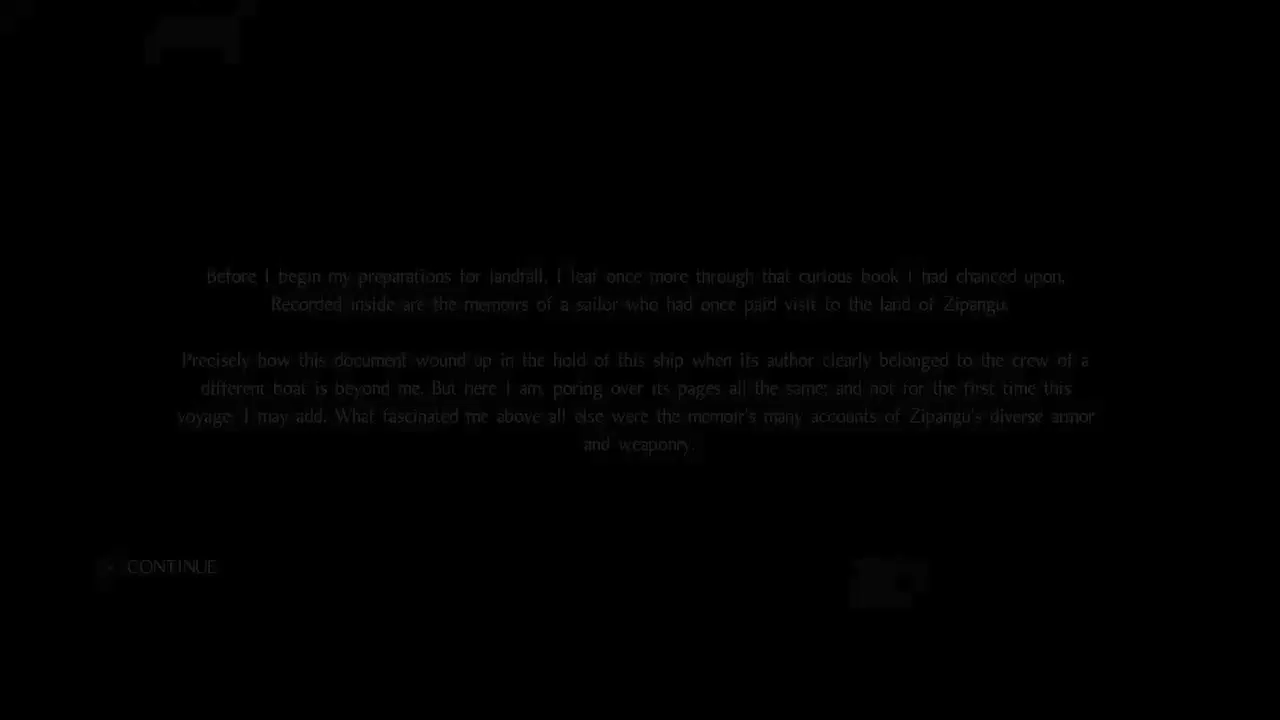 Before I begin my preparations for landfall, I leaf once more through that curious book I had chanced upon.
Recorded inside are the memoirs of a sailor who had once paid visit to the land of Zipangu.
Precisely how this document wound up in the hold of this ship when its author clearly belonged to the crew of a
different boat is beyond me. But here I am, poring over its pages all the same; and not for the first time this
voyage, I may add. What fascinated me above all else were the memoir's many accounts of Zipangu's diverse armor
and weaponry.
CONTINUE